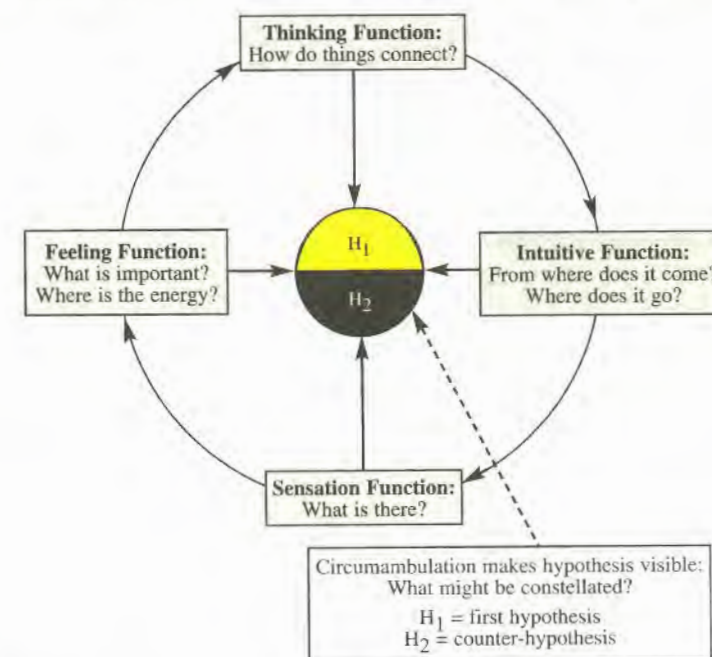 Thinking Function:
How do things connect?
Feeling Function:
What is important?
Where is the energy?
H1
H2
Intuitive Function:
From where does it come?
Where does it go?
Sensation Function:
What is there?
Circumambulation makes hypothesis visible:
What might be constellated?
H1 = first hypothesis
H2 = counter-hypothesis